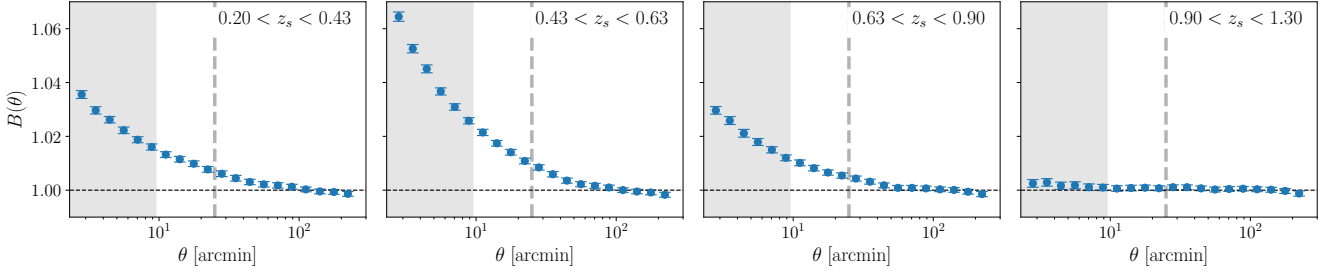 0.20 < z_s < 0.43
0.43 < z_s < 0.63
0.63 < z_s < 0.90
0.90 < z_s < 1.30
B(θ)
1.06
1.04
1.02
1.00
10^1 10^2
10^1 10^2
10^1 10^2
10^1 10^2
θ [arcmin]
θ [arcmin]
θ [arcmin]
θ [arcmin]